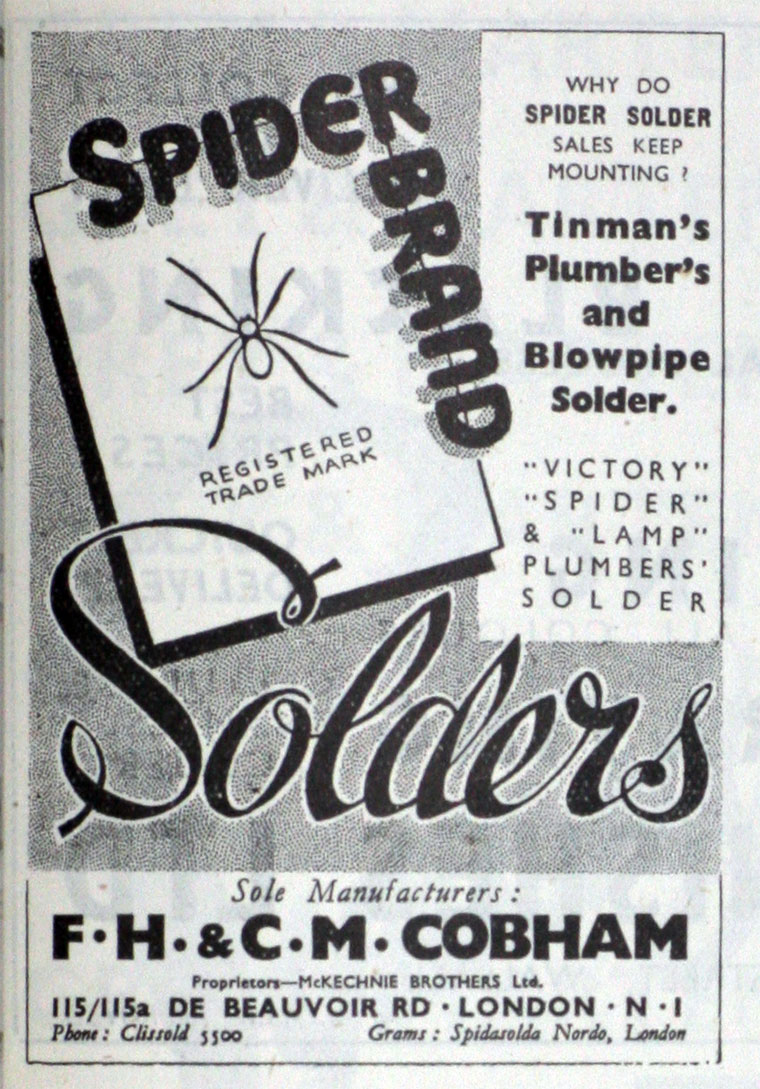 SPIDER
BRAND
REGISTERED
TRADE MARK
Solders
WHY DO
SPIDER SOLDER
SALES KEEP
MOUNTING ?
Tinman's
Plumber's
and
Blowpipe
Solder.
"VICTORY"
"SPIDER"
& "LAMP"
PLUMBERS'
SOLDER
Sole Manufacturers :
F. H. & C. M. COBHAM
Proprietors—McKECHNIE BROTHERS Ltd.
115/115a DE BEAUVOIR RD · LONDON · N · 1
Phone : Clissold 5500 Grams : Spidasolda Nordo, London